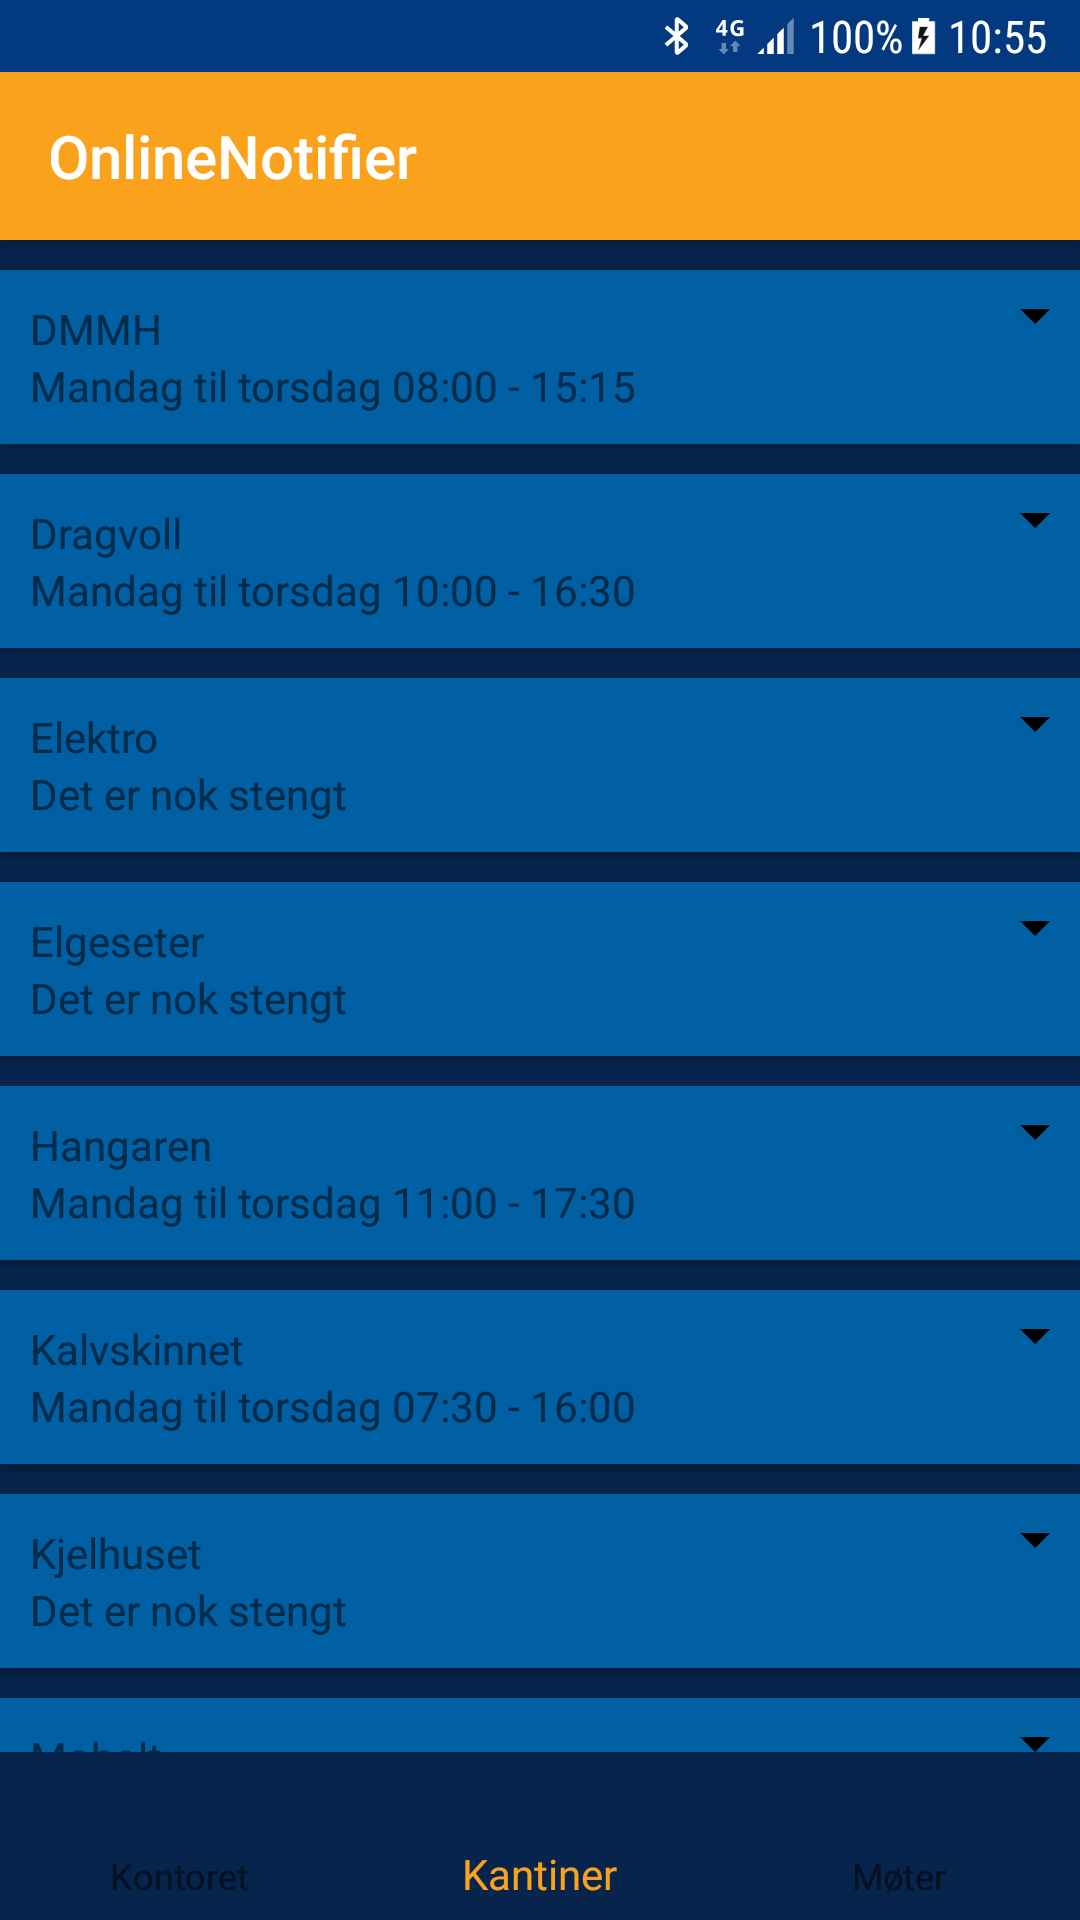 4G 100% 10:55
OnlineNotifier
DMMH
Mandag til torsdag 08:00 - 15:15
Dragvoll
Mandag til torsdag 10:00 - 16:30
Elektro
Det er nok stengt
Elgeseter
Det er nok stengt
Hangaren
Mandag til torsdag 11:00 - 17:30
Kalvskinnet
Mandag til torsdag 07:30 - 16:00
Kjelhuset
Det er nok stengt
Kontoret Kantiner Møter